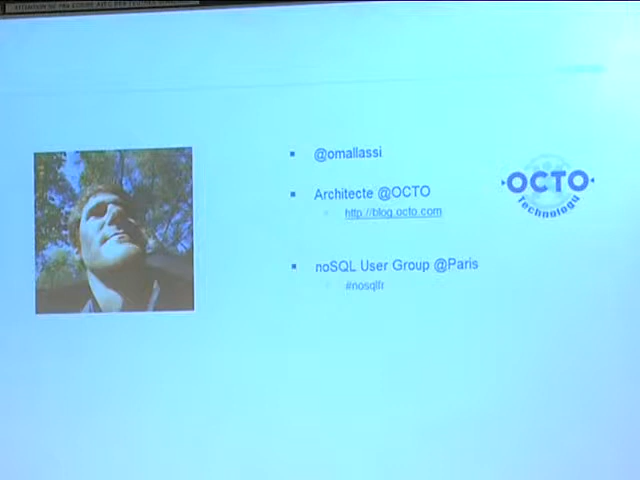 @omallassi
Architecte @OCTO
http://blog.octo.com
noSQL User Group @Paris
#nosqlfr
OCTO
Technology